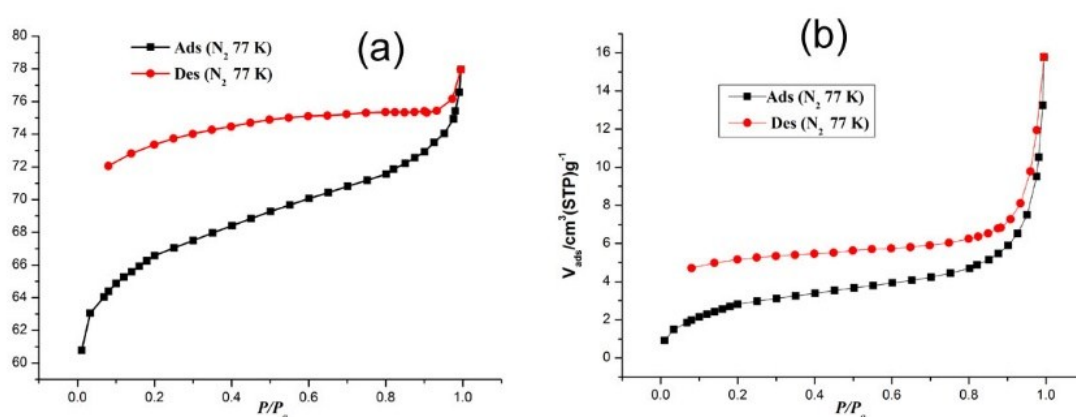 (a)
Ads (N₂ 77 K)
Des (N₂ 77 K)
78
76
74
72
70
68
66
64
62
60
0.0 0.2 0.4 0.6 0.8 1.0
P/P₀
(b)
Ads (N₂ 77 K)
Des (N₂ 77 K)
V_ads/cm³(STP)g⁻¹
16
14
12
10
8
6
4
2
0
0.0 0.2 0.4 0.6 0.8 1.0
P/P₀